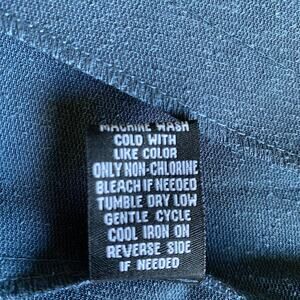 MACHINE WASH
COLD WITH
LIKE COLOR
ONLY NON-CHLORINE
BLEACH IF NEEDED
TUMBLE DRY LOW
GENTLE CYCLE
COOL IRON ON
REVERSE SIDE
IF NEEDED